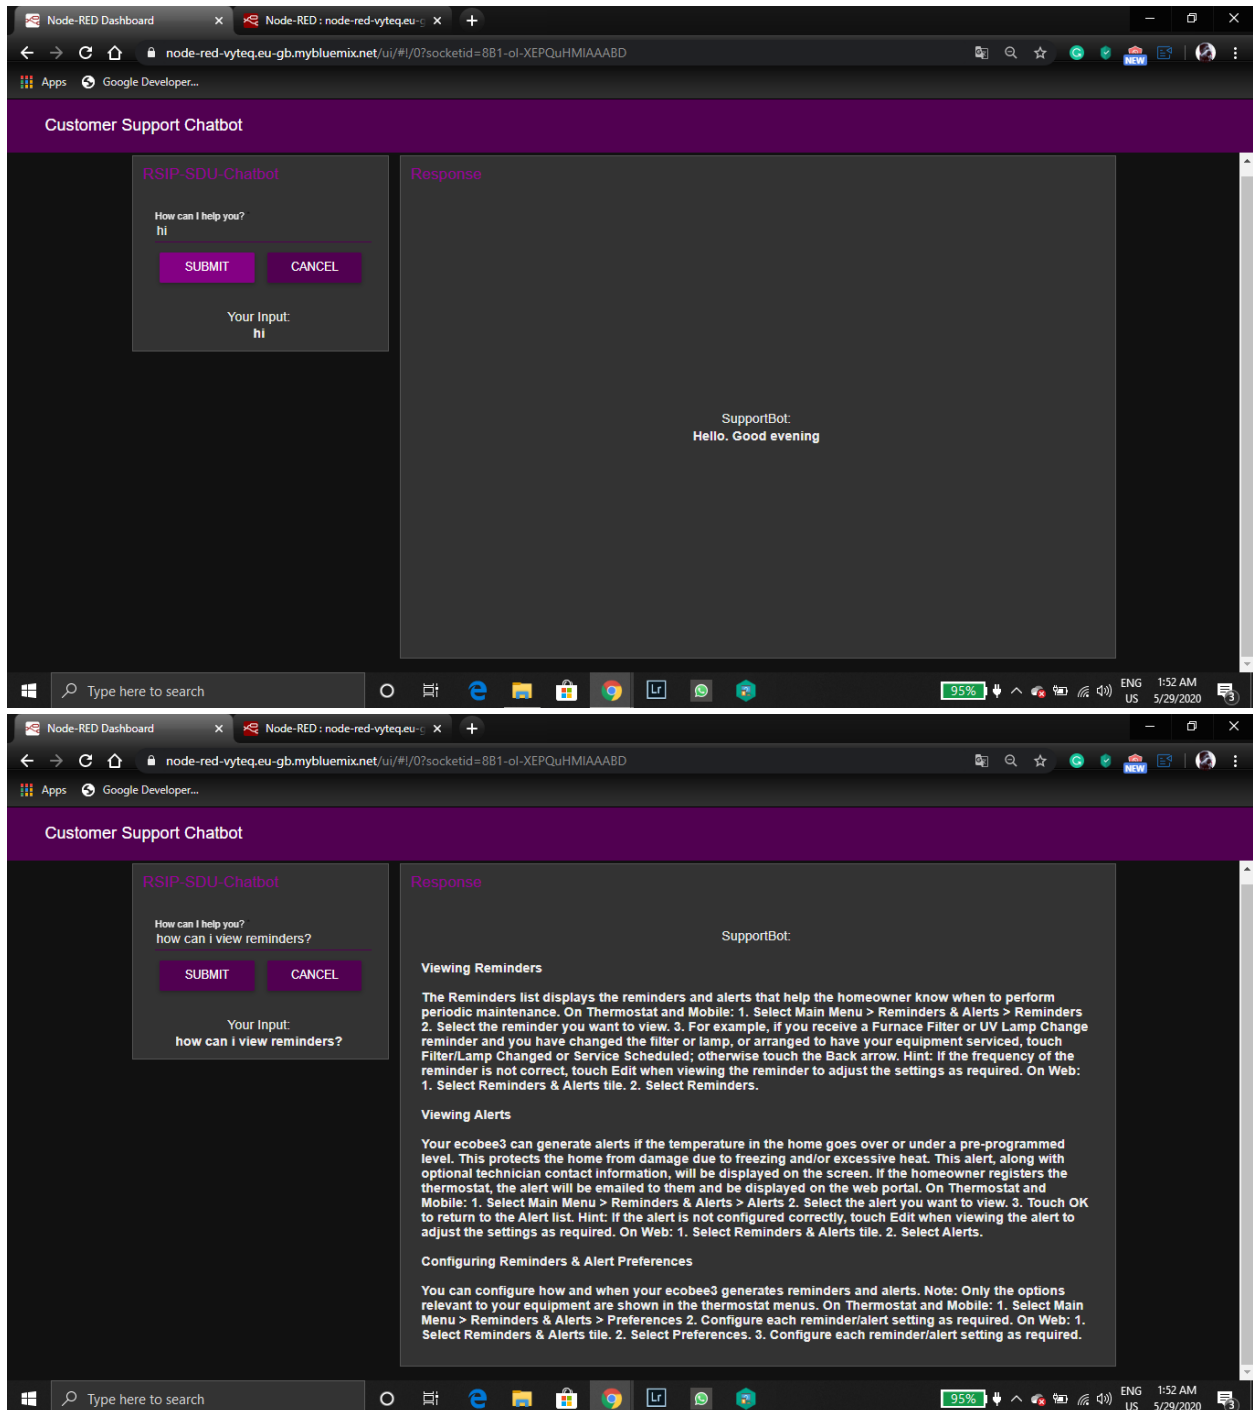 Node-RED Dashboard
Node-RED : node-red-vyteq.eu-g
node-red-vyteq.eu-gb.mybluemix.net/ui/#!/0?socketid=8B1-oI-XEPQuHMIAAABD
NEW
Apps
Google Developer...
Customer Support Chatbot
RSIP-SDU-Chatbot
How can I help you?
hi
SUBMIT
CANCEL
Your Input:
hi
Response
SupportBot:
Hello. Good evening
Type here to search
Lr
95%
ENG
US
1:52 AM
5/29/2020
3
Node-RED Dashboard
Node-RED : node-red-vyteq.eu-g
node-red-vyteq.eu-gb.mybluemix.net/ui/#!/0?socketid=8B1-oI-XEPQuHMIAAABD
NEW
Apps
Google Developer...
Customer Support Chatbot
RSIP-SDU-Chatbot
How can I help you?
how can i view reminders?
SUBMIT
CANCEL
Your Input:
how can i view reminders?
Response
SupportBot:
Viewing Reminders
The Reminders list displays the reminders and alerts that help the homeowner know when to perform
periodic maintenance. On Thermostat and Mobile: 1. Select Main Menu > Reminders & Alerts > Reminders
2. Select the reminder you want to view. 3. For example, if you receive a Furnace Filter or UV Lamp Change
reminder and you have changed the filter or lamp, or arranged to have your equipment serviced, touch
Filter/Lamp Changed or Service Scheduled; otherwise touch the Back arrow. Hint: If the frequency of the
reminder is not correct, touch Edit when viewing the reminder to adjust the settings as required. On Web:
1. Select Reminders & Alerts tile. 2. Select Reminders.
Viewing Alerts
Your ecobee3 can generate alerts if the temperature in the home goes over or under a pre-programmed
level. This protects the home from damage due to freezing and/or excessive heat. This alert, along with
optional technician contact information, will be displayed on the screen. If the homeowner registers the
thermostat, the alert will be emailed to them and be displayed on the web portal. On Thermostat and
Mobile: 1. Select Main Menu > Reminders & Alerts > Alerts 2. Select the alert you want to view. 3. Touch OK
to return to the Alert list. Hint: If the alert is not configured correctly, touch Edit when viewing the alert to
adjust the settings as required. On Web: 1. Select Reminders & Alerts tile. 2. Select Alerts.
Configuring Reminders & Alert Preferences
You can configure how and when your ecobee3 generates reminders and alerts. Note: Only the options
relevant to your equipment are shown in the thermostat menus. On Thermostat and Mobile: 1. Select Main
Menu > Reminders & Alerts > Preferences 2. Configure each reminder/alert setting as required. On Web: 1.
Select Reminders & Alerts tile. 2. Select Preferences. 3. Configure each reminder/alert setting as required.
Type here to search
Lr
95%
ENG
US
1:52 AM
5/29/2020
3